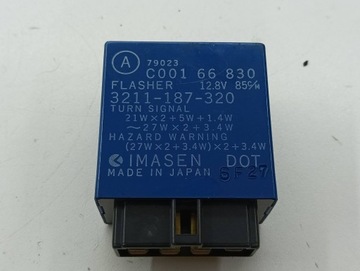 A 79023
C001 66 830
FLASHER 12.8V 85℅
3211-187-320
TURN SIGNAL
21W×2+5W+1.4W
～27W×2+3.4W
HAZARD WARNING
(27W×2+3.4W)×2+3.4W
IMASEN DOT
MADE IN JAPAN 6F27